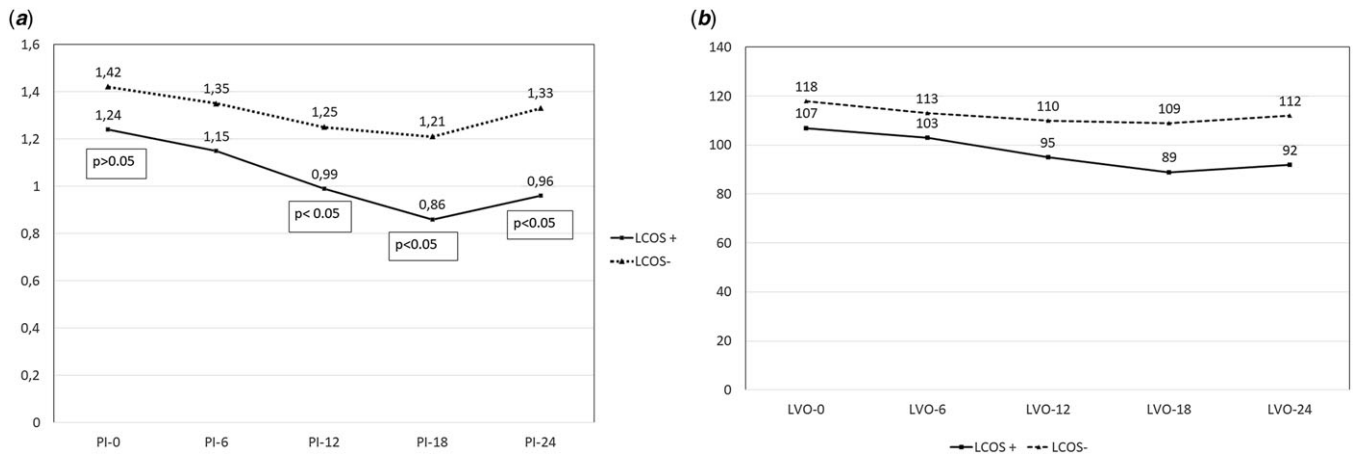 (a)
1,6
1,4
1,2
1
0,8
0,6
0,4
0,2
0
1,42
1,35
1,25
1,21
1,33
1,24
1,15
0,99
0,86
0,96
p>0.05
p< 0.05
p<0.05
p<0.05
PI-0
PI-6
PI-12
PI-18
PI-24
LCOS +
LCOS-
(b)
140
120
100
80
60
40
20
0
118
113
110
109
112
107
103
95
89
92
LVO-0
LVO-6
LVO-12
LVO-18
LVO-24
LCOS +
LCOS-